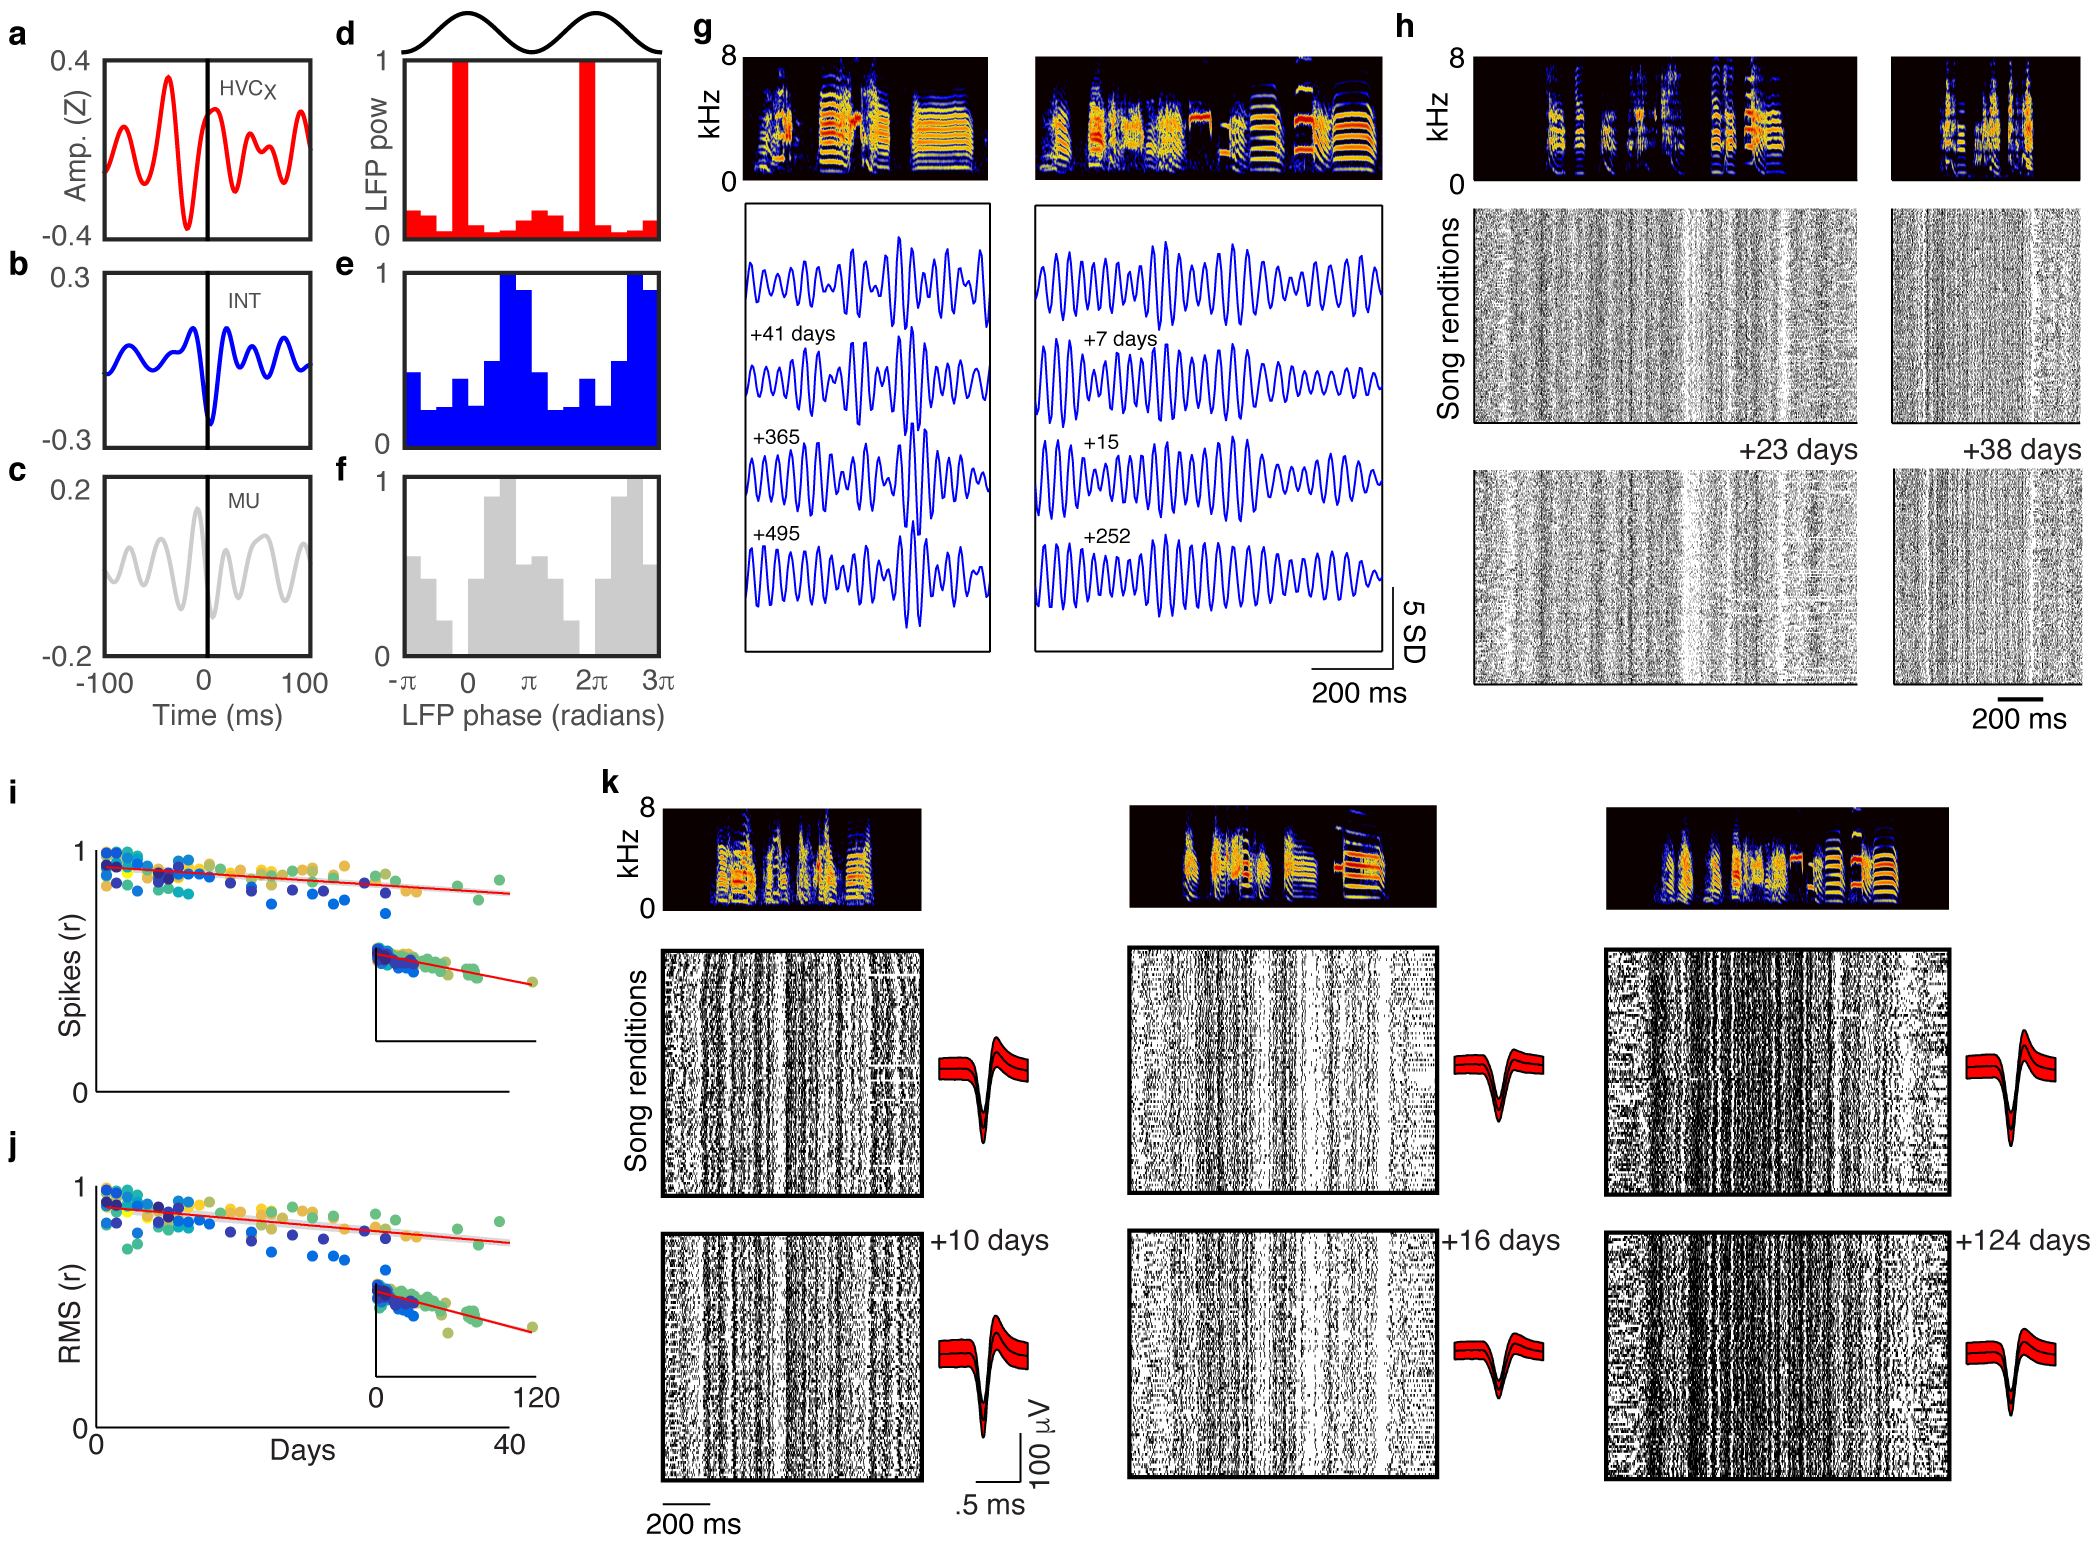 a
0.4
Amp. (Z)
-0.4
HVCX
b
0.3
-0.3
INT
c
0.2
-0.2
MU
-100 0 100
Time (ms)
d
1
LFP pow
0
e
1
0
f
1
0
-π 0 π 2π 3π
LFP phase (radians)
g
8
kHz
0
+41 days
+365
+495
+7 days
+15
+252
5 SD
200 ms
h
8
kHz
0
Song renditions
+23 days
+38 days
200 ms
i
1
Spikes (r)
0
j
1
RMS (r)
0
0 120
0 40
Days
k
8
kHz
0
Song renditions
+10 days
+16 days
+124 days
100 μV
.5 ms
200 ms